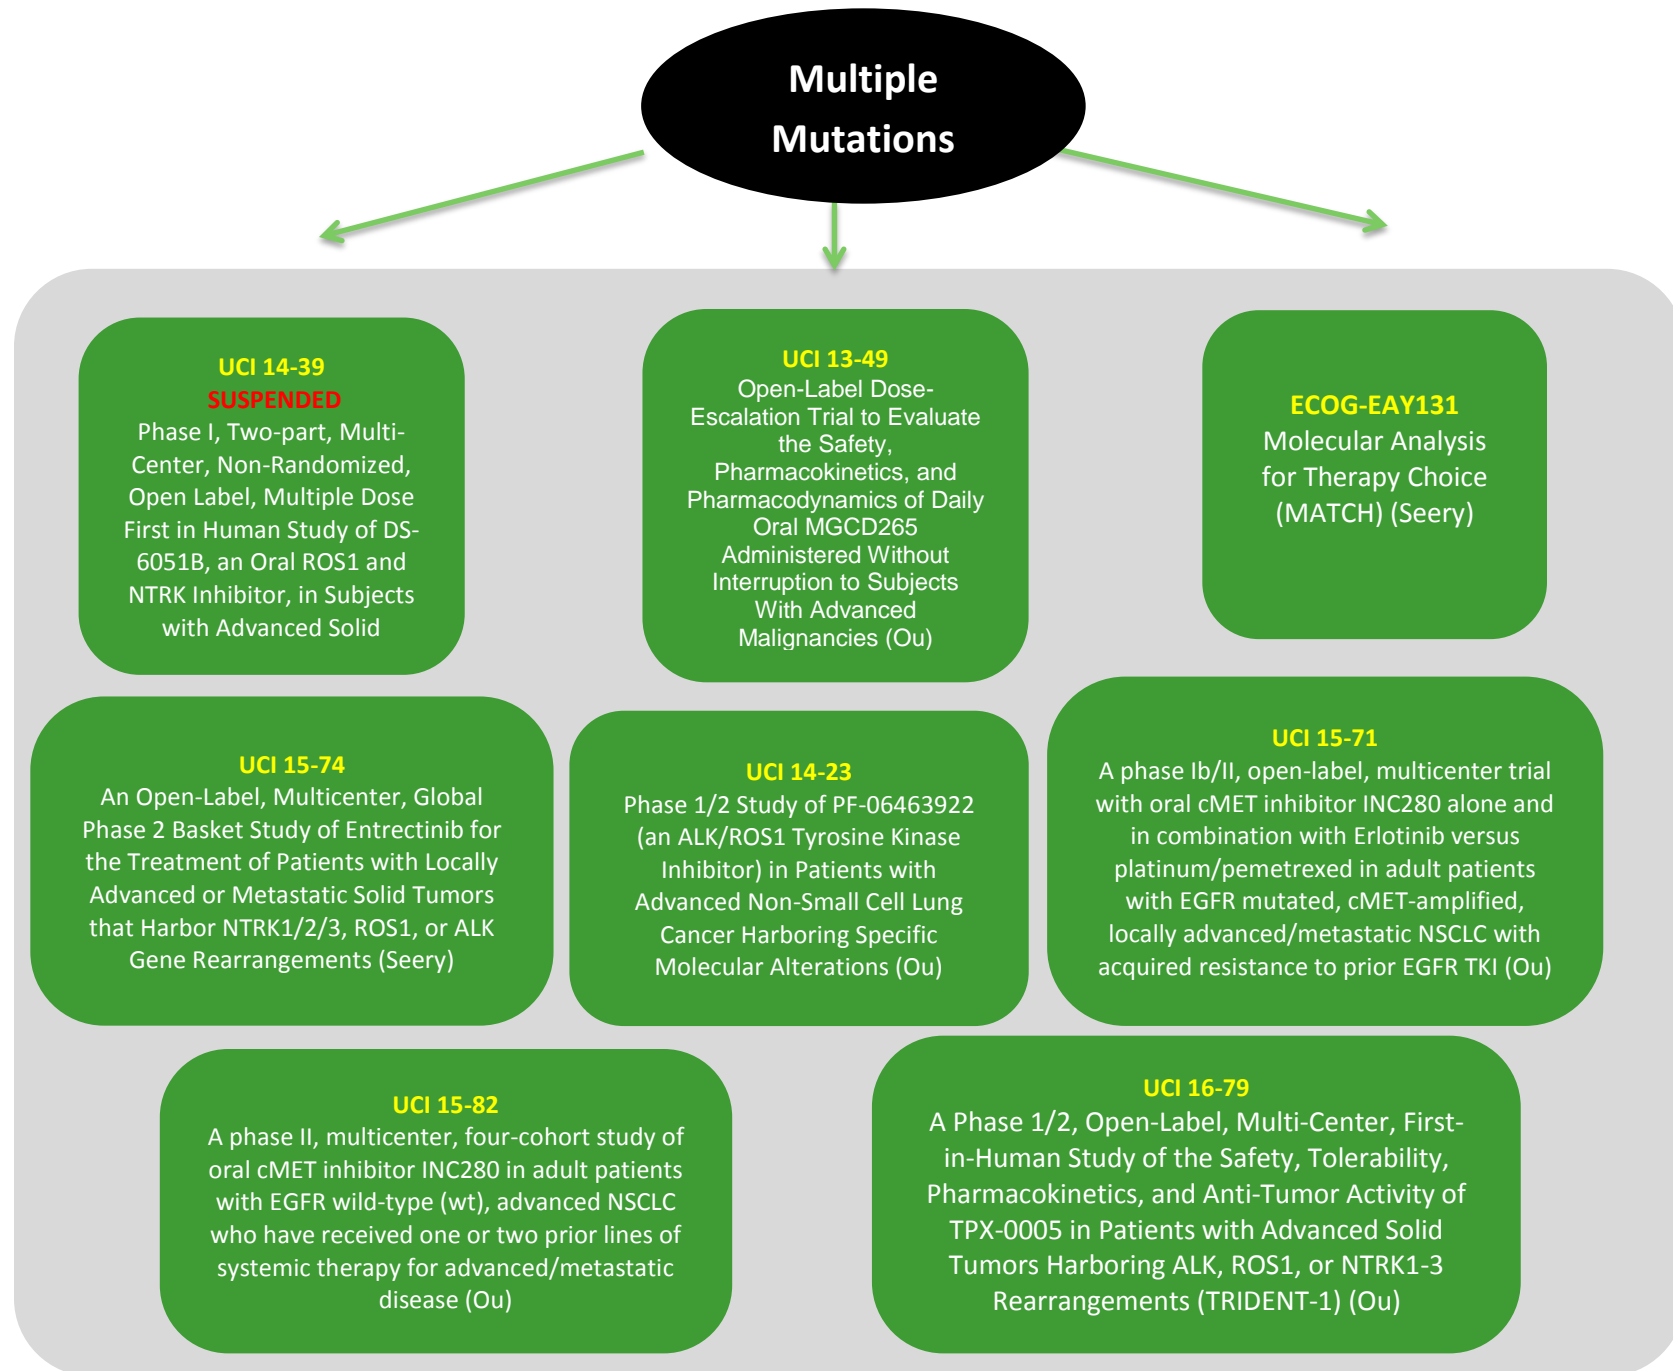 Multiple
Mutations
UCI 14-39
SUSPENDED
Phase I, Two-part, Multi-
Center, Non-Randomized,
Open Label, Multiple Dose
First in Human Study of DS-
6051B, an Oral ROS1 and
NTRK Inhibitor, in Subjects
with Advanced Solid
UCI 13-49
Open-Label Dose-
Escalation Trial to Evaluate
the Safety,
Pharmacokinetics, and
Pharmacodynamics of Daily
Oral MGCD265
Administered Without
Interruption to Subjects
With Advanced
Malignancies (Ou)
ECOG-EAY131
Molecular Analysis
for Therapy Choice
(MATCH) (Seery)
UCI 15-74
An Open-Label, Multicenter, Global
Phase 2 Basket Study of Entrectinib for
the Treatment of Patients with Locally
Advanced or Metastatic Solid Tumors
that Harbor NTRK1/2/3, ROS1, or ALK
Gene Rearrangements (Seery)
UCI 14-23
Phase 1/2 Study of PF-06463922
(an ALK/ROS1 Tyrosine Kinase
Inhibitor) in Patients with
Advanced Non-Small Cell Lung
Cancer Harboring Specific
Molecular Alterations (Ou)
UCI 15-71
A phase Ib/II, open-label, multicenter trial
with oral cMET inhibitor INC280 alone and
in combination with Erlotinib versus
platinum/pemetrexed in adult patients
with EGFR mutated, cMET-amplified,
locally advanced/metastatic NSCLC with
acquired resistance to prior EGFR TKI (Ou)
UCI 15-82
A phase II, multicenter, four-cohort study of
oral cMET inhibitor INC280 in adult patients
with EGFR wild-type (wt), advanced NSCLC
who have received one or two prior lines of
systemic therapy for advanced/metastatic
disease (Ou)
UCI 16-79
A Phase 1/2, Open-Label, Multi-Center, First-
in-Human Study of the Safety, Tolerability,
Pharmacokinetics, and Anti-Tumor Activity of
TPX-0005 in Patients with Advanced Solid
Tumors Harboring ALK, ROS1, or NTRK1-3
Rearrangements (TRIDENT-1) (Ou)